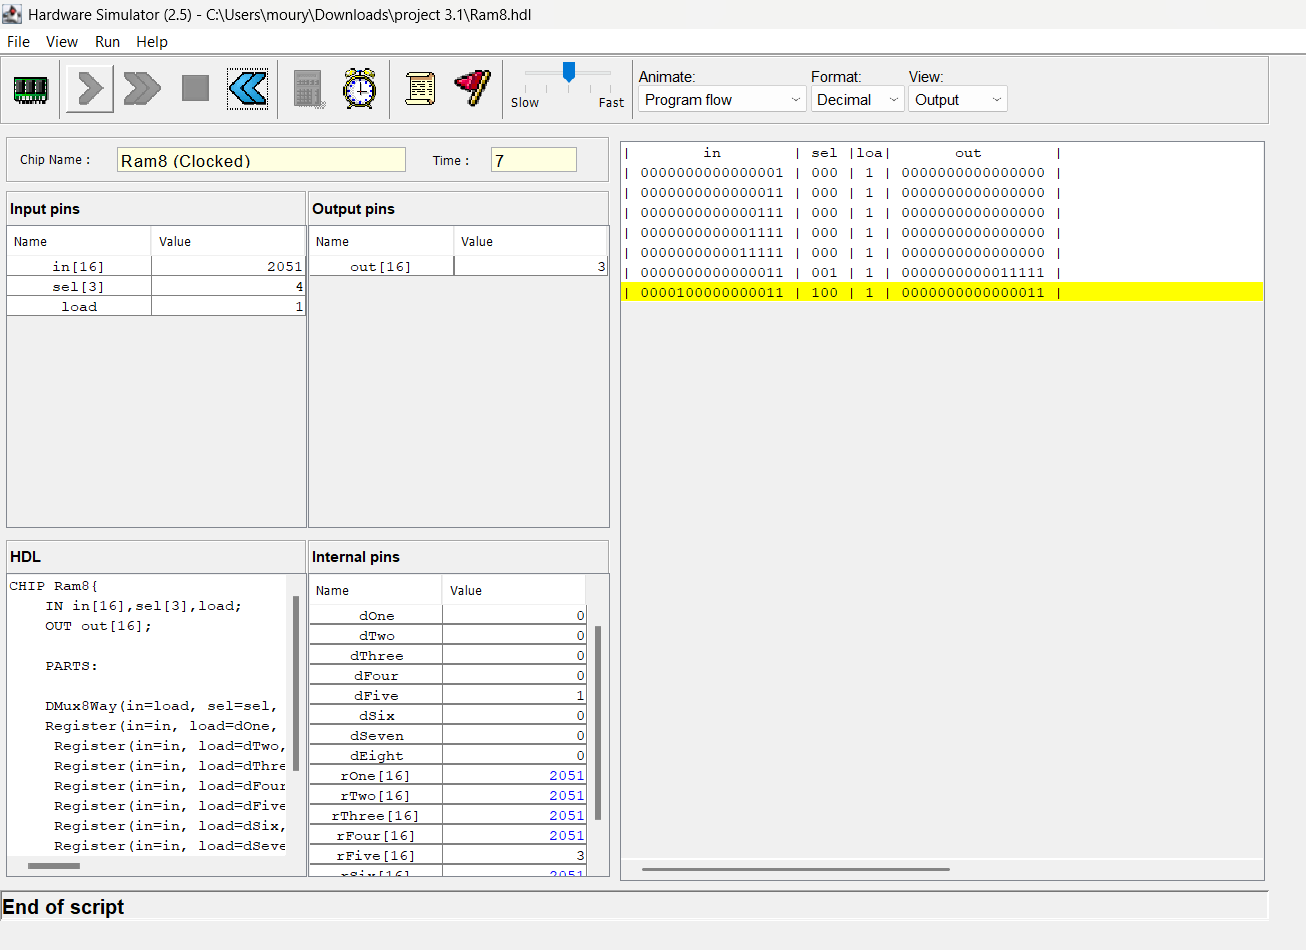 Hardware Simulator (2.5) - C:\Users\moury\Downloads\project 3.1\Ram8.hdl
File View Run Help
Slow Fast
Animate: Format: View:
Program flow Decimal Output
Chip Name : Ram8 (Clocked) Time : 7
Input pins
Name Value
in[16] 2051
sel[3] 4
load 1
Output pins
Name Value
out[16] 3
HDL
CHIP Ram8{
IN in[16],sel[3],load;
OUT out[16];
PARTS:
DMux8Way(in=load, sel=sel,
Register(in=in, load=dOne,
Register(in=in, load=dTwo,
Register(in=in, load=dThre
Register(in=in, load=dFour
Register(in=in, load=dFive
Register(in=in, load=dSix,
Register(in=in, load=dSeve
Internal pins
Name Value
dOne 0
dTwo 0
dThree 0
dFour 0
dFive 1
dSix 0
dSeven 0
dEight 0
rOne[16] 2051
rTwo[16] 2051
rThree[16] 2051
rFour[16] 2051
rFive[16] 3
rSix[16] 2051
| in | sel |loa| out |
| 0000000000000001 | 000 | 1 | 0000000000000000 |
| 0000000000000011 | 000 | 1 | 0000000000000000 |
| 0000000000000111 | 000 | 1 | 0000000000000000 |
| 0000000000001111 | 000 | 1 | 0000000000000000 |
| 0000000000011111 | 000 | 1 | 0000000000000000 |
| 0000000000000011 | 001 | 1 | 0000000000011111 |
| 0000100000000011 | 100 | 1 | 0000000000000011 |
End of script